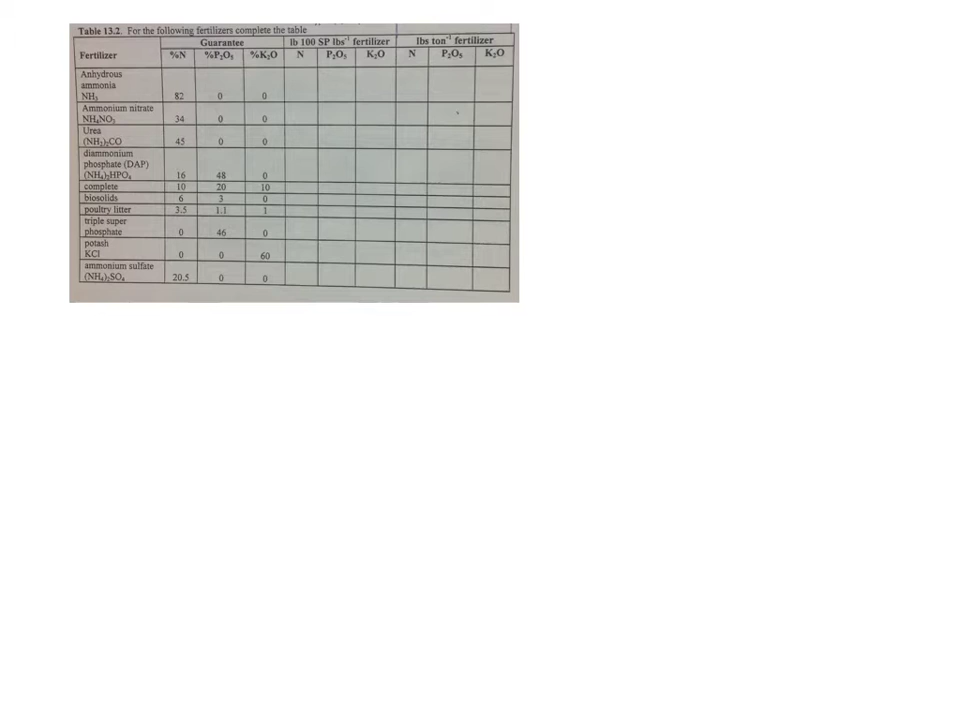 Table 13.2. For the following fertilizers complete the table
Guarantee lb 100 SP lbs⁻¹ fertilizer lbs ton⁻¹ fertilizer
Fertilizer %N %P₂O₅ %K₂O N P₂O₅ K₂O N P₂O₅ K₂O
Anhydrous
ammonia
NH₃ 82 0 0
Ammonium nitrate
NH₄NO₃ 34 0 0
Urea
(NH₂)₂CO 45 0 0
diammonium
phosphate (DAP)
(NH₄)₂HPO₄ 16 48 0
complete 10 20 10
biosolids 6 3 0
poultry litter 3.5 1.1 1
triple super
phosphate 0 46 0
potash
KCl 0 0 60
ammonium sulfate
(NH₄)₂SO₄ 20.5 0 0